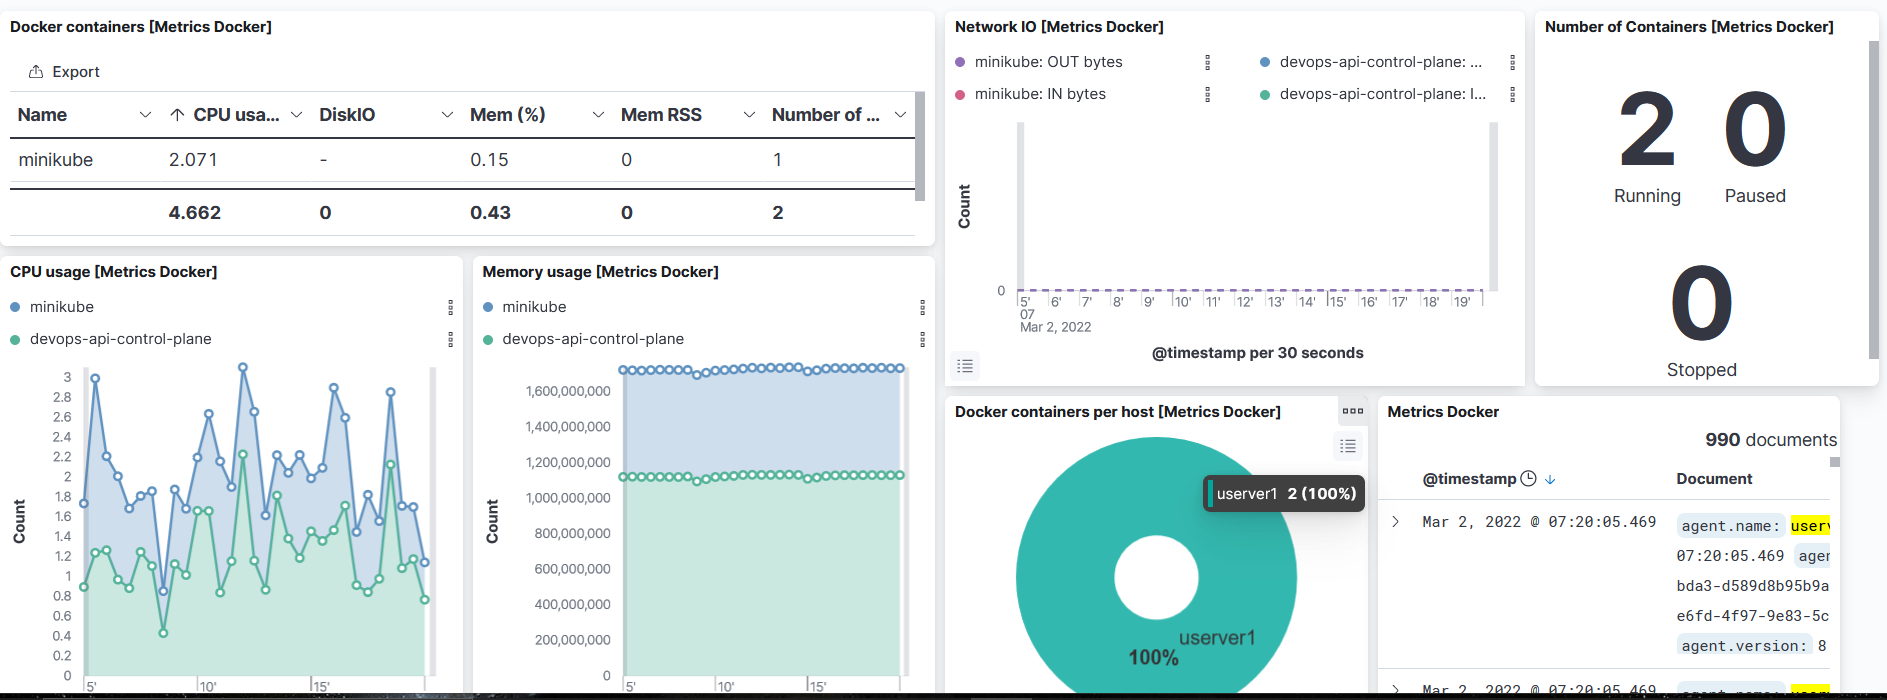 Docker containers [Metrics Docker]
Export
Name CPU usa... DiskIO Mem (%) Mem RSS Number of ...
minikube 2.071 - 0.15 0 1
4.662 0 0.43 0 2
Network IO [Metrics Docker]
minikube: OUT bytes devops-api-control-plane: ...
minikube: IN bytes devops-api-control-plane: I...
Count
0
5' 6' 7' 8' 9' 10' 11' 12' 13' 14' 15' 16' 17' 18' 19'
07
Mar 2, 2022
@timestamp per 30 seconds
Number of Containers [Metrics Docker]
2 0
Running Paused
0
Stopped
CPU usage [Metrics Docker]
minikube
devops-api-control-plane
3
2.8
2.6
2.4
2.2
2
1.8
1.6
1.4
1.2
1
0.8
0.6
0.4
0.2
0
Count
5' 10' 15'
Memory usage [Metrics Docker]
minikube
devops-api-control-plane
1,600,000,000
1,400,000,000
1,200,000,000
1,000,000,000
800,000,000
600,000,000
400,000,000
200,000,000
0
Count
5' 10' 15'
Docker containers per host [Metrics Docker]
userver1 2 (100%)
userver1
100%
Metrics Docker
990 documents
@timestamp Document
Mar 2, 2022 @ 07:20:05.469 agent.name: userv
07:20:05.469 agen
bda3-d589d8b95b9a
e6fd-4f97-9e83-5c
agent.version: 8
Mar 2, 2022 @ 07:20:05.469 agent.name: userv